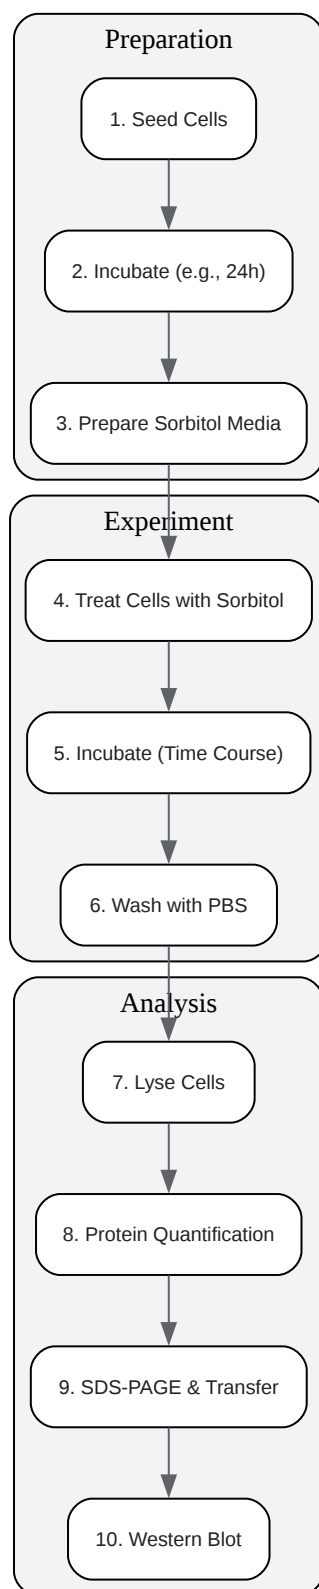 Preparation
1. Seed Cells
2. Incubate (e.g., 24h)
3. Prepare Sorbitol Media
Experiment
4. Treat Cells with Sorbitol
5. Incubate (Time Course)
6. Wash with PBS
Analysis
7. Lyse Cells
8. Protein Quantification
9. SDS-PAGE & Transfer
10. Western Blot